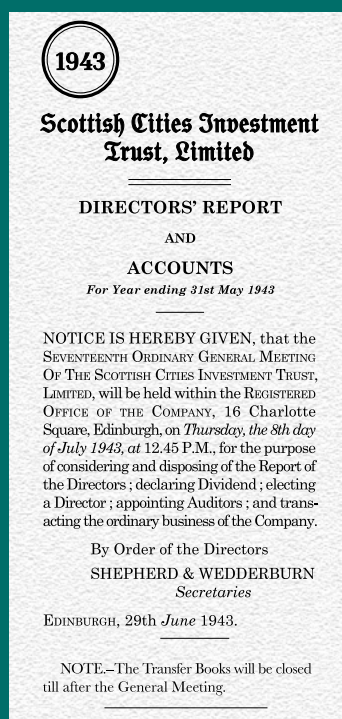 1943
Scottish Cities Investment
Trust, Limited
DIRECTORS' REPORT
AND
ACCOUNTS
For Year ending 31st May 1943
NOTICE IS HEREBY GIVEN, that the
SEVENTEENTH ORDINARY GENERAL MEETING
OF THE SCOTTISH CITIES INVESTMENT TRUST,
LIMITED, will be held within the REGISTERED
OFFICE OF THE COMPANY, 16 Charlotte
Square, Edinburgh, on Thursday, the 8th day
of July 1943, at 12.45 P.M., for the purpose
of considering and disposing of the Report of
the Directors ; declaring Dividend ; electing
a Director ; appointing Auditors ; and trans-
acting the ordinary business of the Company.
By Order of the Directors
SHEPHERD & WEDDERBURN
Secretaries
EDINBURGH, 29th June 1943.
NOTE.–The Transfer Books will be closed
till after the General Meeting.